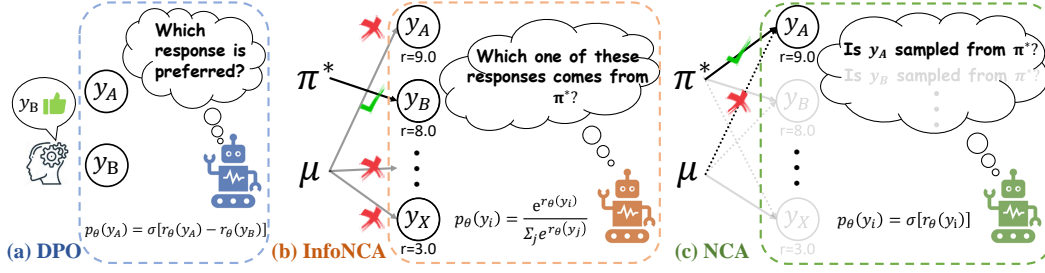 Which
response is
preferred?
y_B
y_A
y_B
p_θ(y_A) = σ[r_θ(y_A) − r_θ(y_B)]
(a) DPO
π*
μ
y_A
r=9.0
y_B
r=8.0
y_X
r=3.0
Which one of these
responses comes from
π*?
p_θ(y_i) = e^{r_θ(y_i)} / Σ_j e^{r_θ(y_j)}
(b) InfoNCA
π*
μ
y_A
r=9.0
y_B
r=8.0
y_X
r=3.0
Is y_A sampled from π*?
Is y_B sampled from π*?
p_θ(y_i) = σ[r_θ(y_i)]
(c) NCA